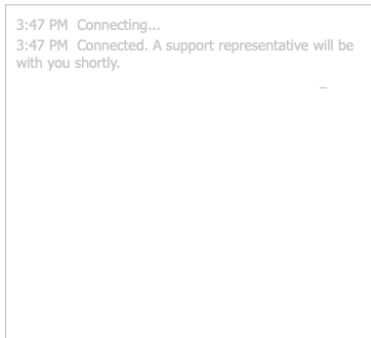 3:47 PM  Connecting...
3:47 PM  Connected. A support representative will be
with you shortly.